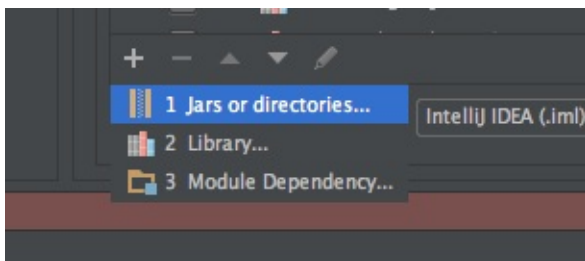 1 Jars or directories...
IntelliJ IDEA (.iml)
2 Library...
3 Module Dependency...